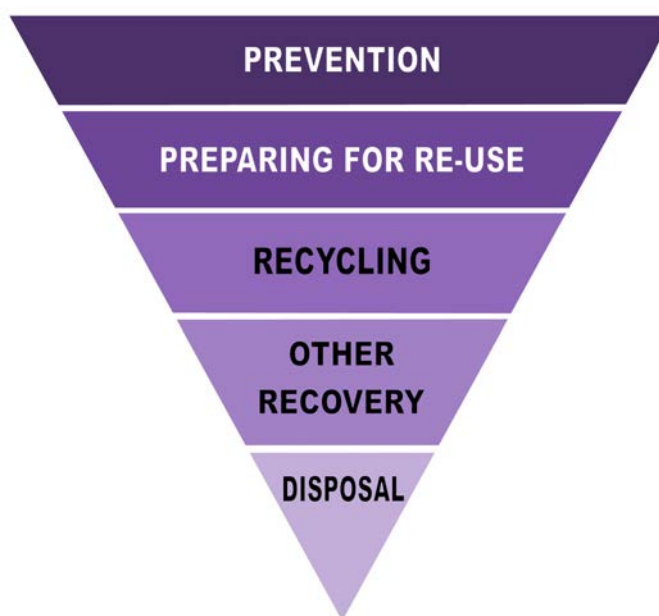 PREVENTION
PREPARING FOR RE-USE
RECYCLING
OTHER
RECOVERY
DISPOSAL